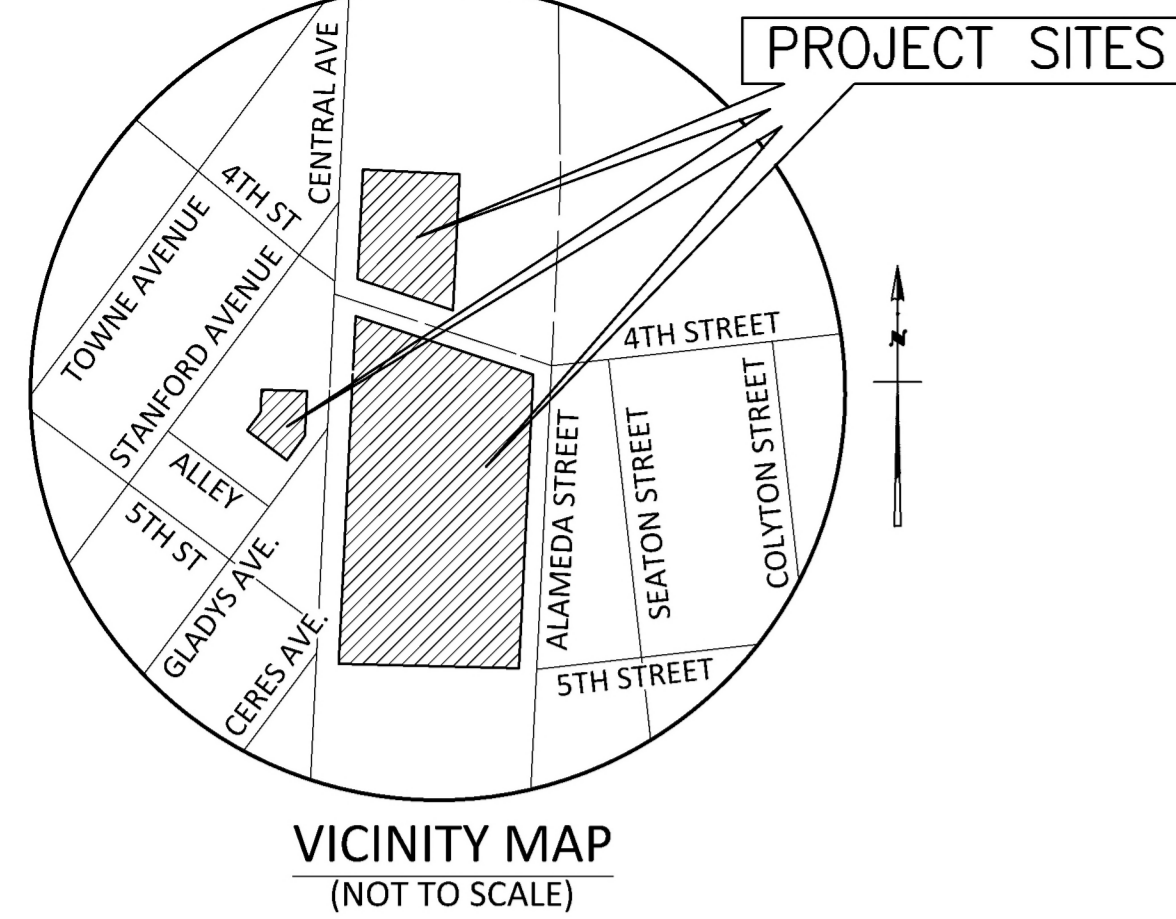 PROJECT SITES
CENTRAL AVE
4TH ST
TOWNE AVENUE
STANFORD AVENUE
N
4TH STREET
ALLEY
5TH ST
ALAMEDA STREET
SEATON STREET
COLYTON STREET
GLADYS AVE.
CERES AVE.
5TH STREET
VICINITY MAP
(NOT TO SCALE)